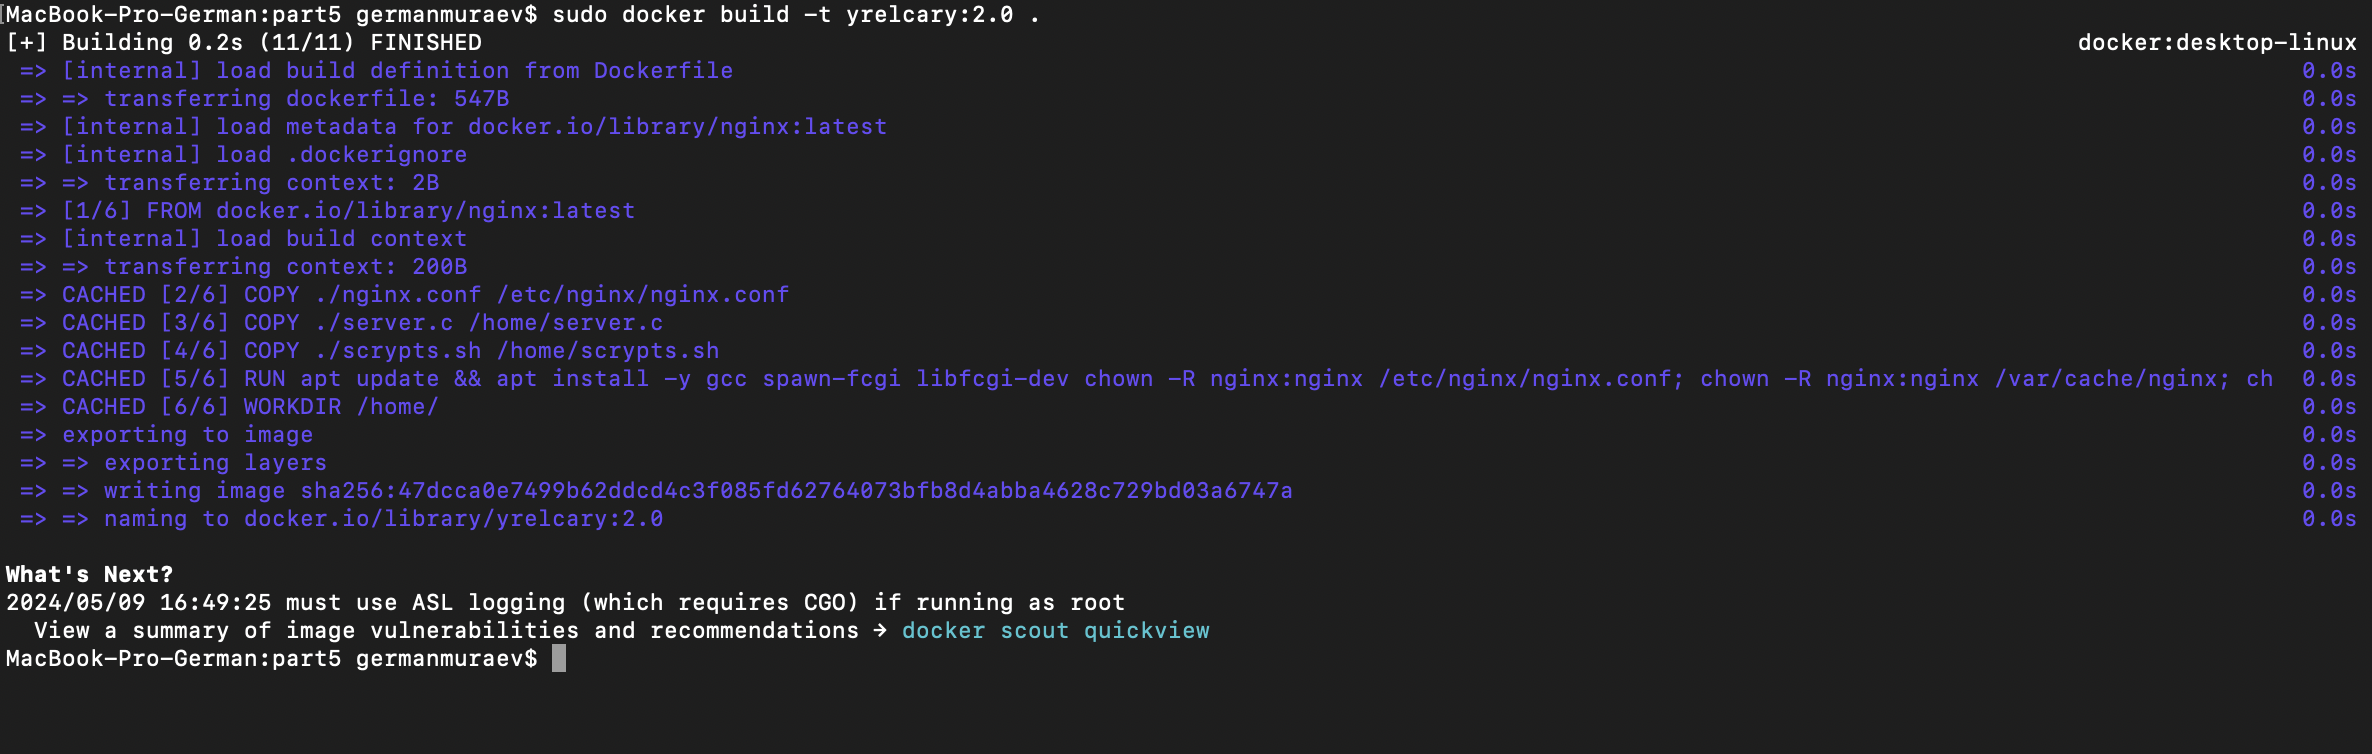 MacBook-Pro-German:part5 germanmuraev$ sudo docker build -t yrelcary:2.0 .
[+] Building 0.2s (11/11) FINISHED docker:desktop-linux
=> [internal] load build definition from Dockerfile 0.0s
=> => transferring dockerfile: 547B 0.0s
=> [internal] load metadata for docker.io/library/nginx:latest 0.0s
=> [internal] load .dockerignore 0.0s
=> => transferring context: 2B 0.0s
=> [1/6] FROM docker.io/library/nginx:latest 0.0s
=> [internal] load build context 0.0s
=> => transferring context: 200B 0.0s
=> CACHED [2/6] COPY ./nginx.conf /etc/nginx/nginx.conf 0.0s
=> CACHED [3/6] COPY ./server.c /home/server.c 0.0s
=> CACHED [4/6] COPY ./scrypts.sh /home/scrypts.sh 0.0s
=> CACHED [5/6] RUN apt update && apt install -y gcc spawn-fcgi libfcgi-dev chown -R nginx:nginx /etc/nginx/nginx.conf; chown -R nginx:nginx /var/cache/nginx; ch 0.0s
=> CACHED [6/6] WORKDIR /home/ 0.0s
=> exporting to image 0.0s
=> => exporting layers 0.0s
=> => writing image sha256:47dcca0e7499b62ddcd4c3f085fd62764073bfb8d4abba4628c729bd03a6747a 0.0s
=> => naming to docker.io/library/yrelcary:2.0 0.0s
What's Next?
2024/05/09 16:49:25 must use ASL logging (which requires CGO) if running as root
View a summary of image vulnerabilities and recommendations → docker scout quickview
MacBook-Pro-German:part5 germanmuraev$